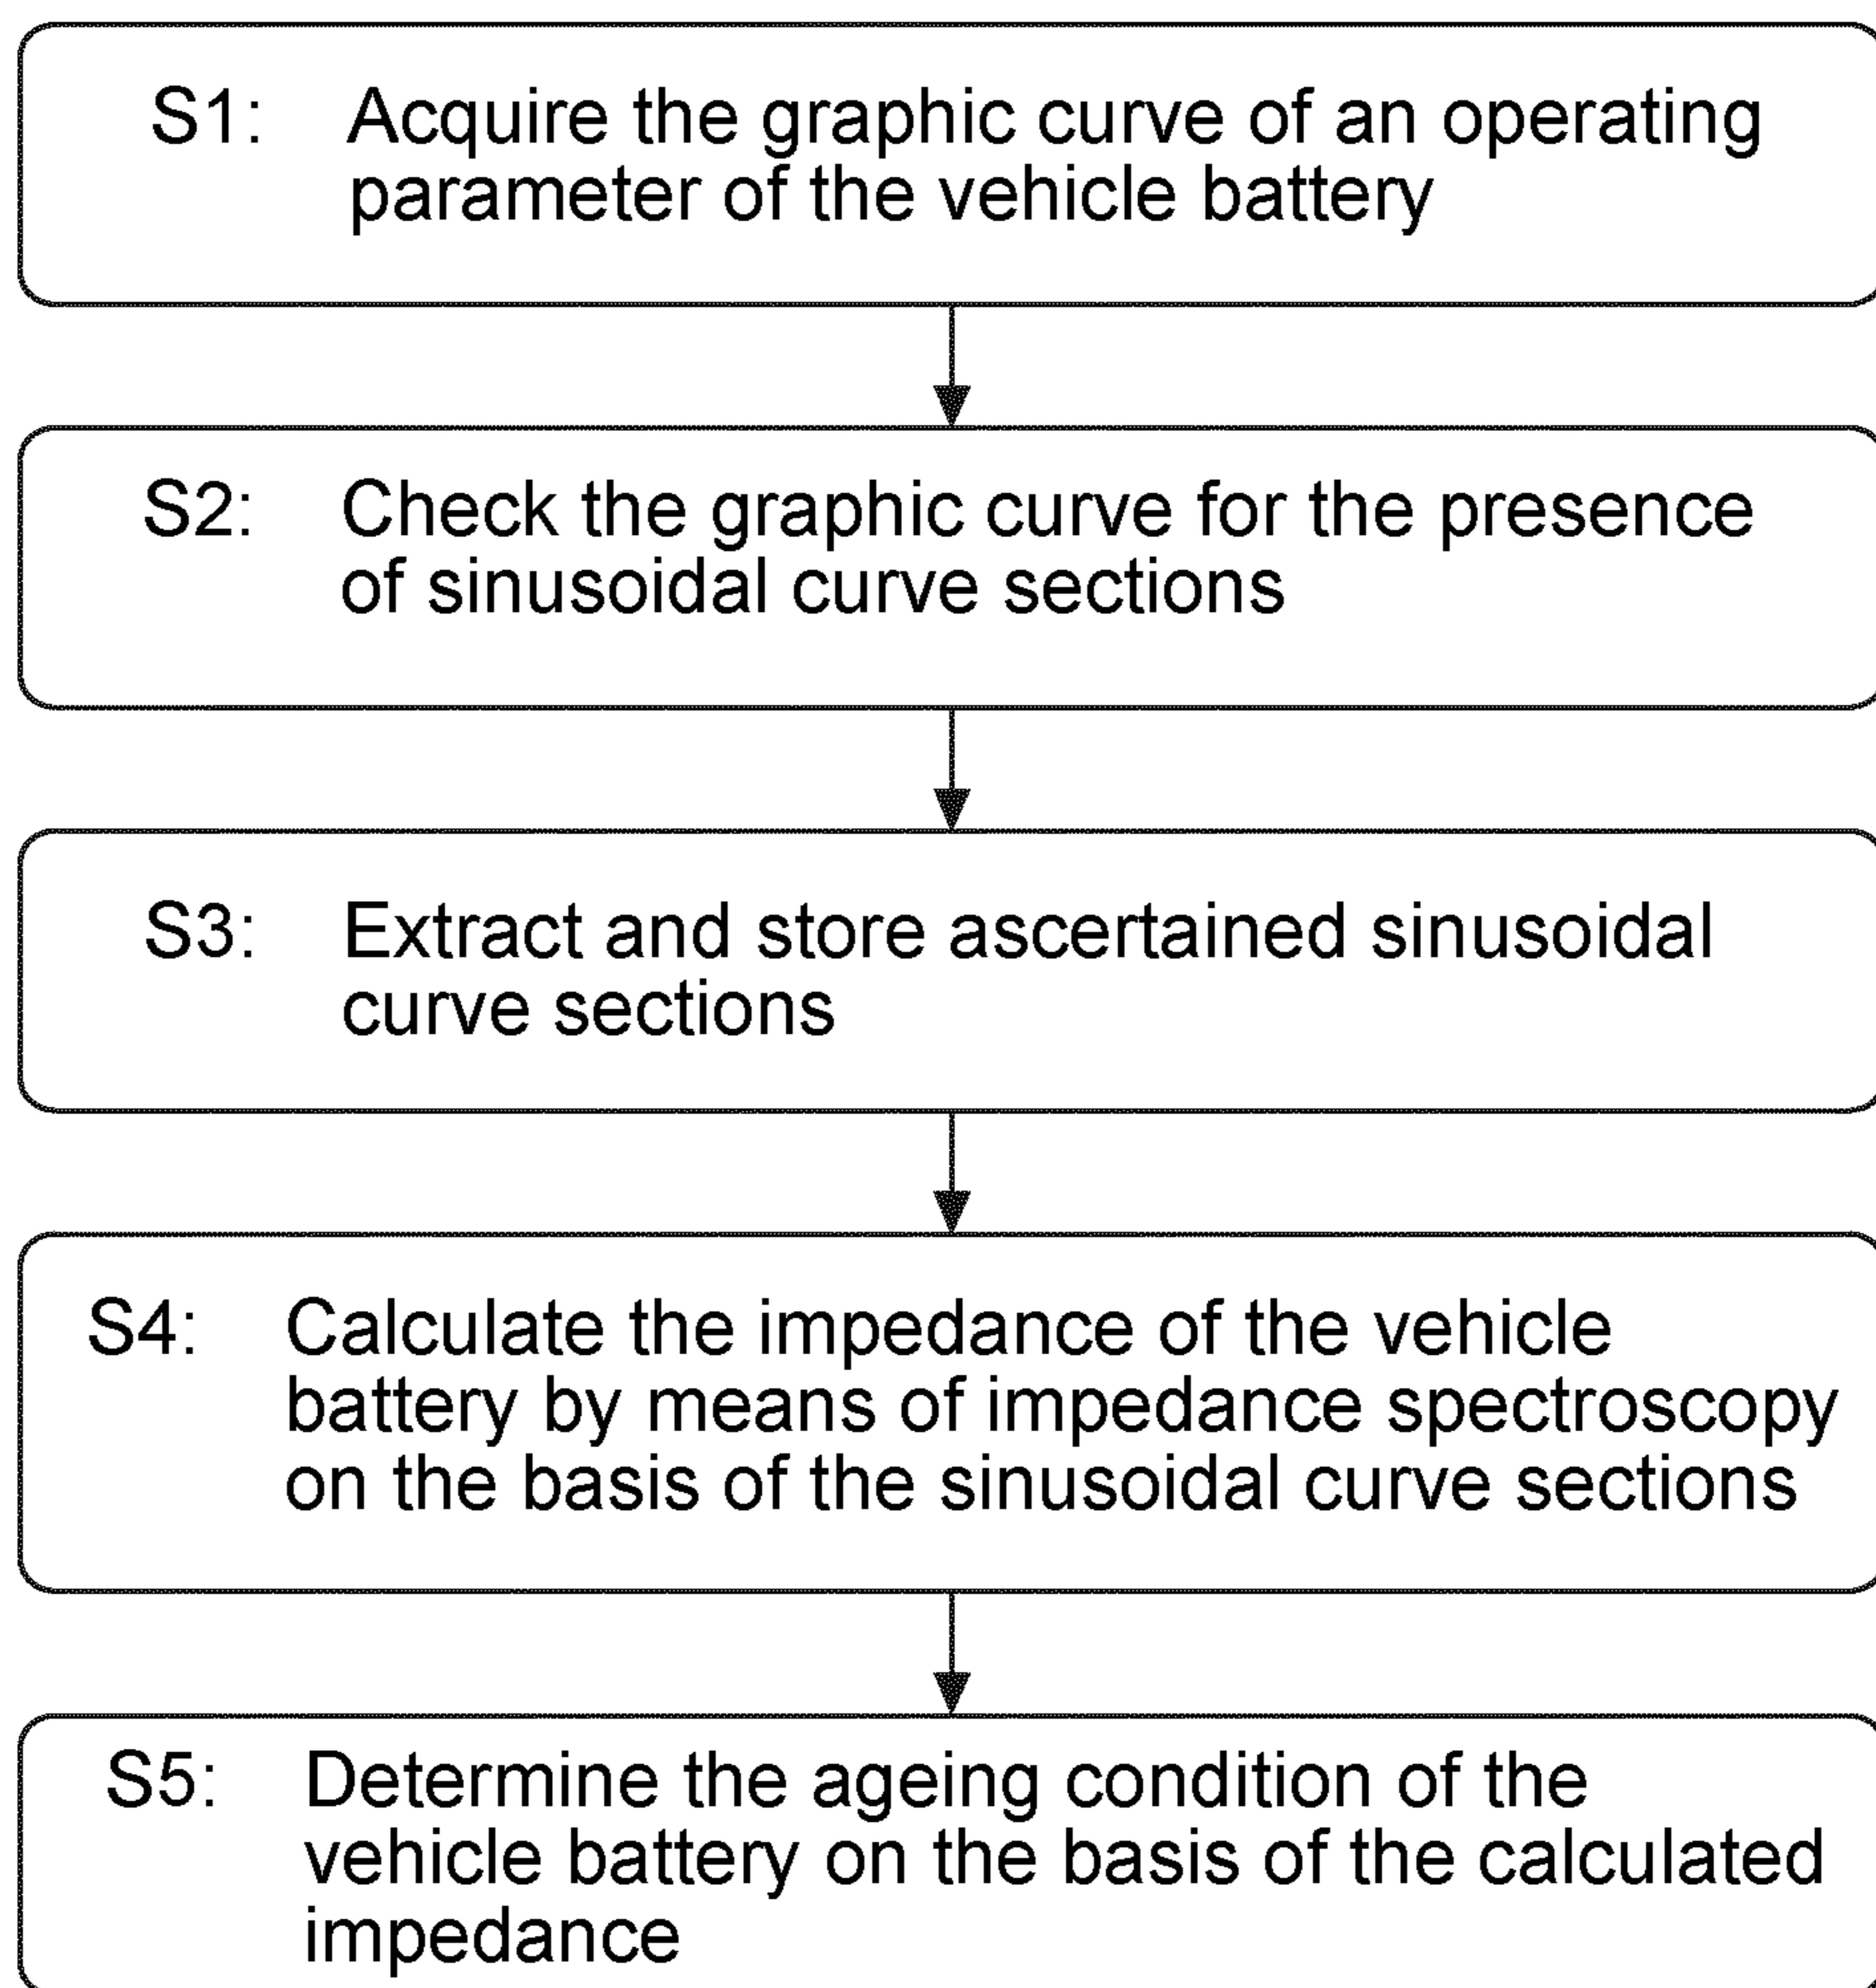 S1: Acquire the graphic curve of an operating
parameter of the vehicle battery
S2: Check the graphic curve for the presence
of sinusoidal curve sections
S3: Extract and store ascertained sinusoidal
curve sections
S4: Calculate the impedance of the vehicle
battery by means of impedance spectroscopy
on the basis of the sinusoidal curve sections
S5: Determine the ageing condition of the
vehicle battery on the basis of the calculated
impedance